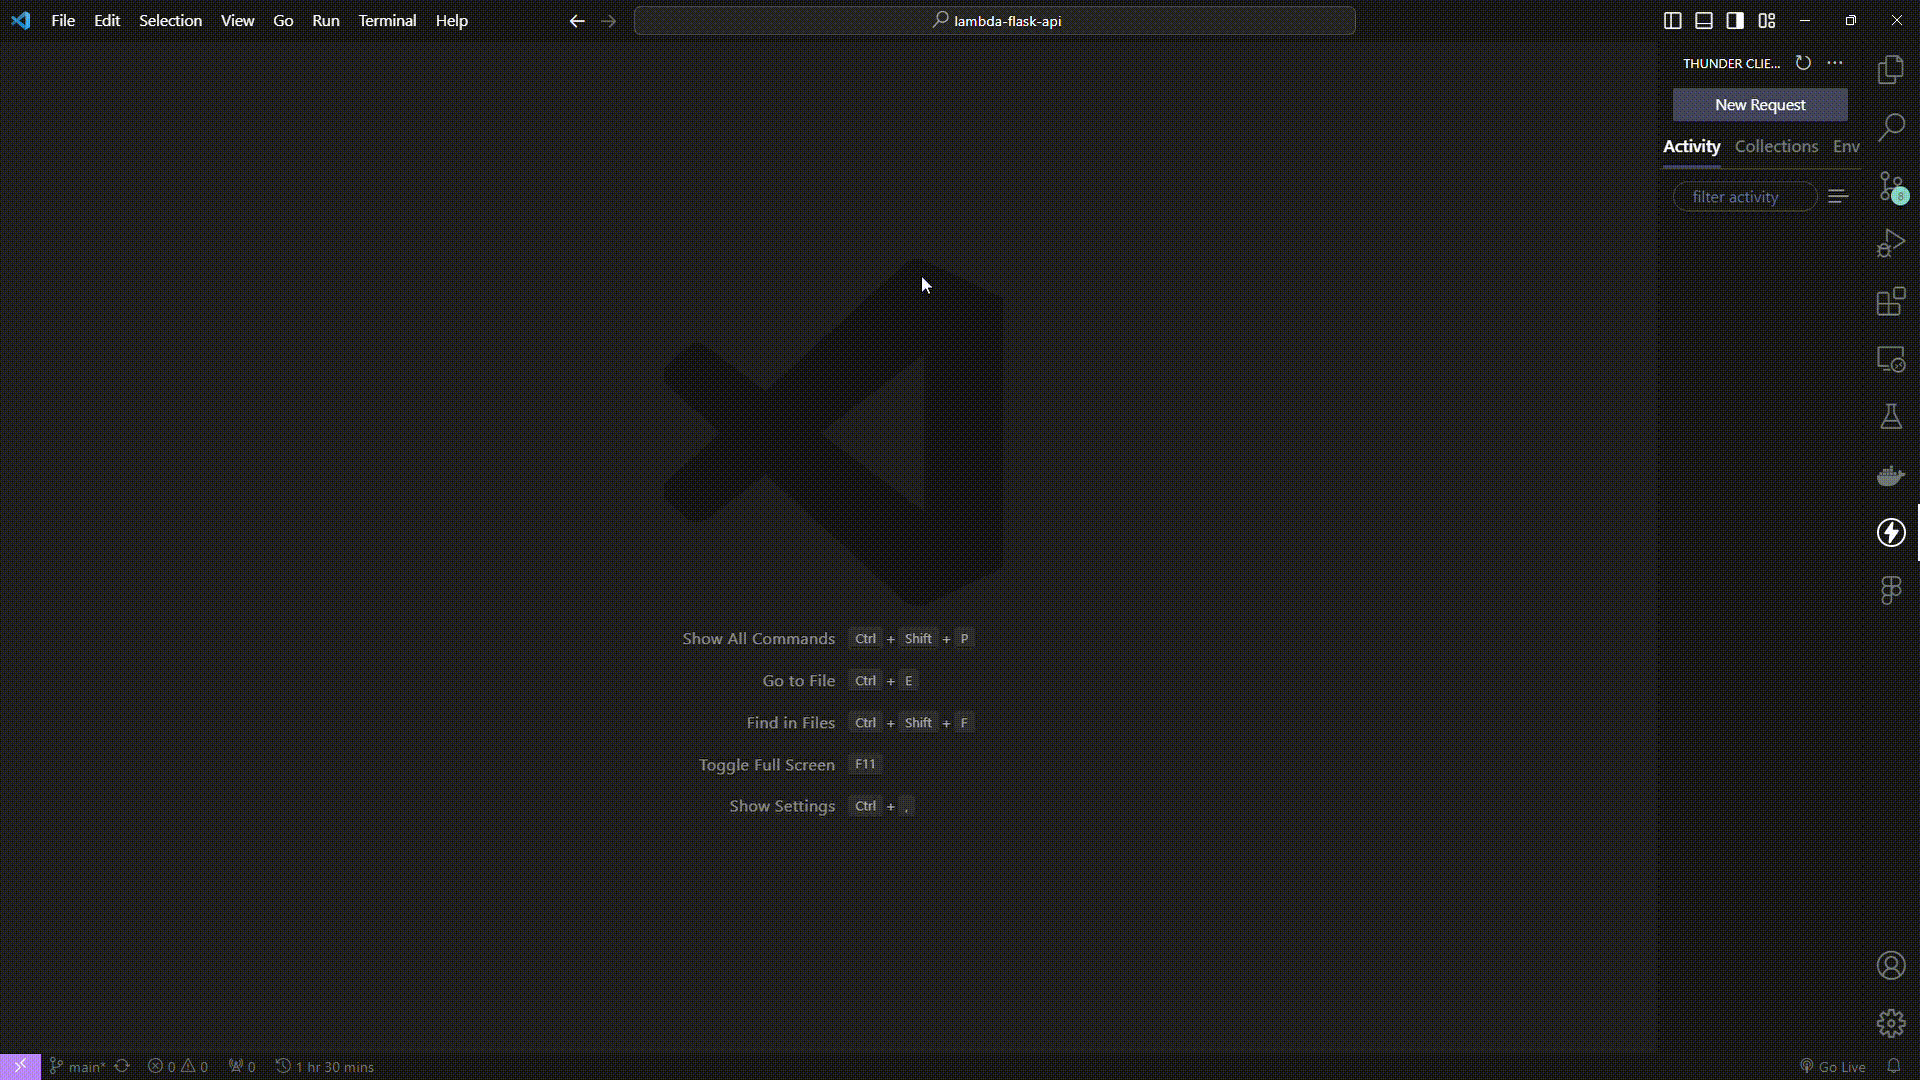 File Edit Selection View Go Run Terminal Help
lambda-flask-api
THUNDER CLIE...
New Request
Activity Collections Env
filter activity
8
Show All Commands Ctrl + Shift + P
Go to File Ctrl + E
Find in Files Ctrl + Shift + F
Toggle Full Screen F11
Show Settings Ctrl + ,
main* 0 0 0 1 hr 30 mins
Go Live